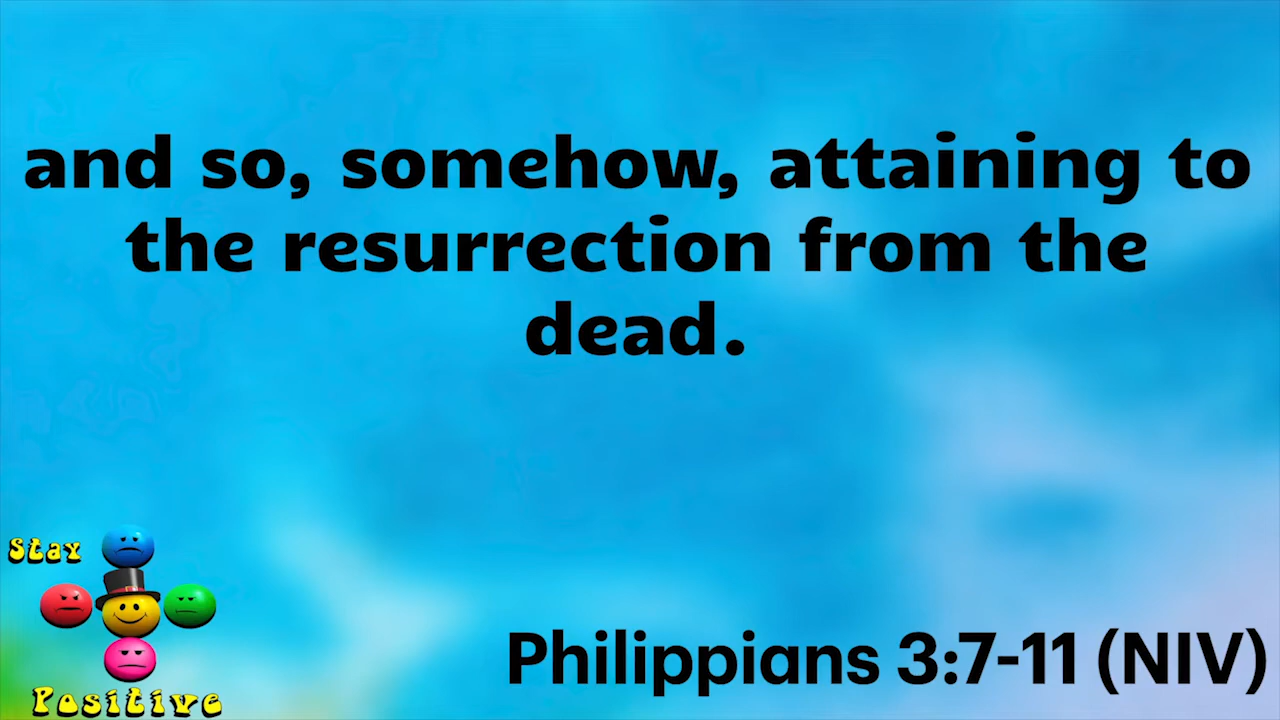 and so, somehow, attaining to
the resurrection from the
dead.
Stay
Positive
Philippians 3:7-11 (NIV)